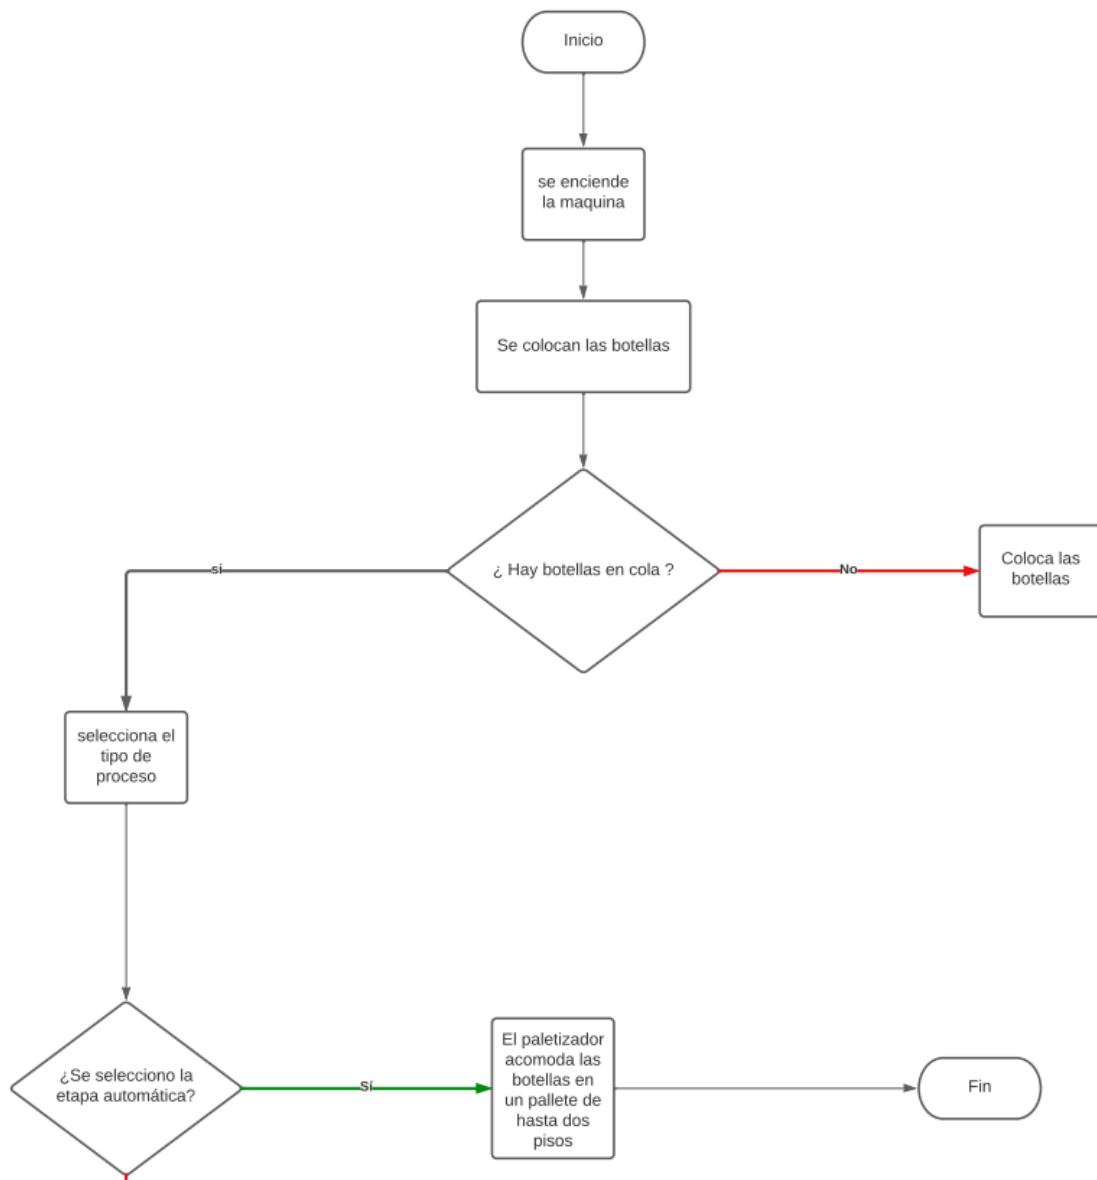 Inicio
se enciende
la maquina
Se colocan las botellas
¿ Hay botellas en cola ?
si
No
Coloca las
botellas
selecciona el
tipo de
proceso
¿Se selecciono la
etapa automática?
Sí
El paletizador
acomoda las
botellas en
un pallete de
hasta dos
pisos
Fin